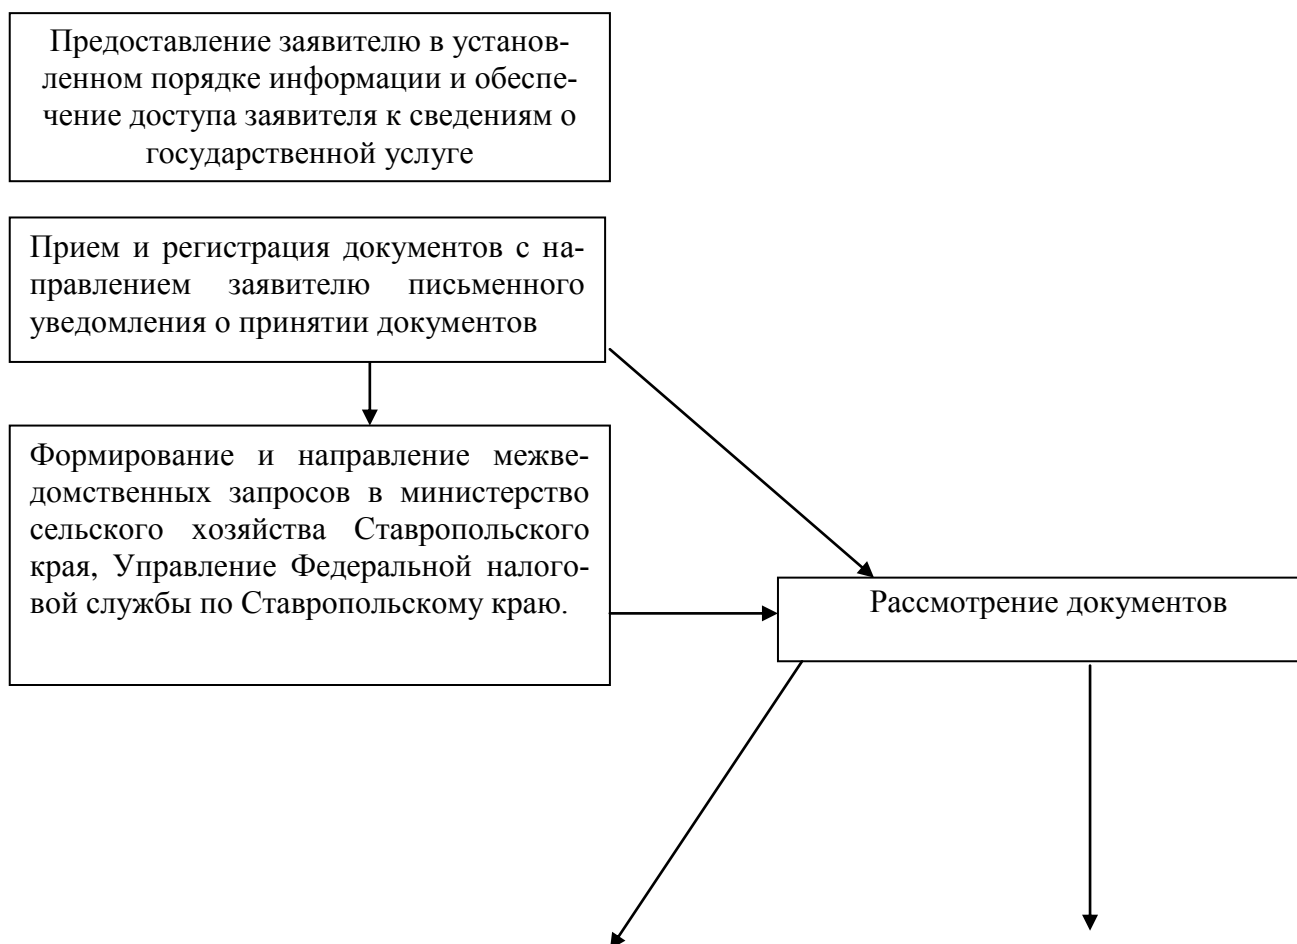 Предоставление заявителю в установ-
ленном порядке информации и обеспе-
чение доступа заявителя к сведениям о
государственной услуге
Прием и регистрация документов с на-
правлением заявителю письменного
уведомления о принятии документов
Формирование и направление межве-
домственных запросов в министерство
сельского хозяйства Ставропольского
края, Управление Федеральной налого-
вой службы по Ставропольскому краю.
Рассмотрение документов